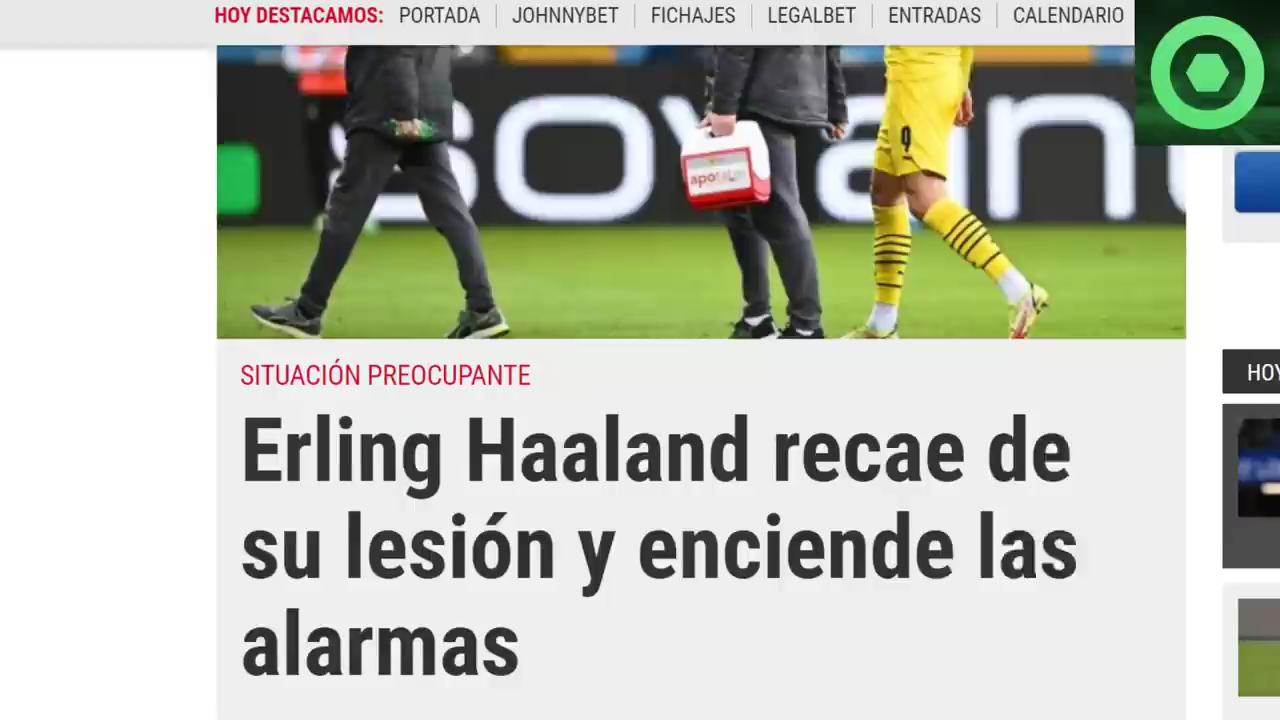 HOY DESTACAMOS: PORTADA JOHNNYBET FICHAJES LEGALBET ENTRADAS CALENDARIO
9
SITUACIÓN PREOCUPANTE
HOY
Erling Haaland recae de
su lesión y enciende las
alarmas